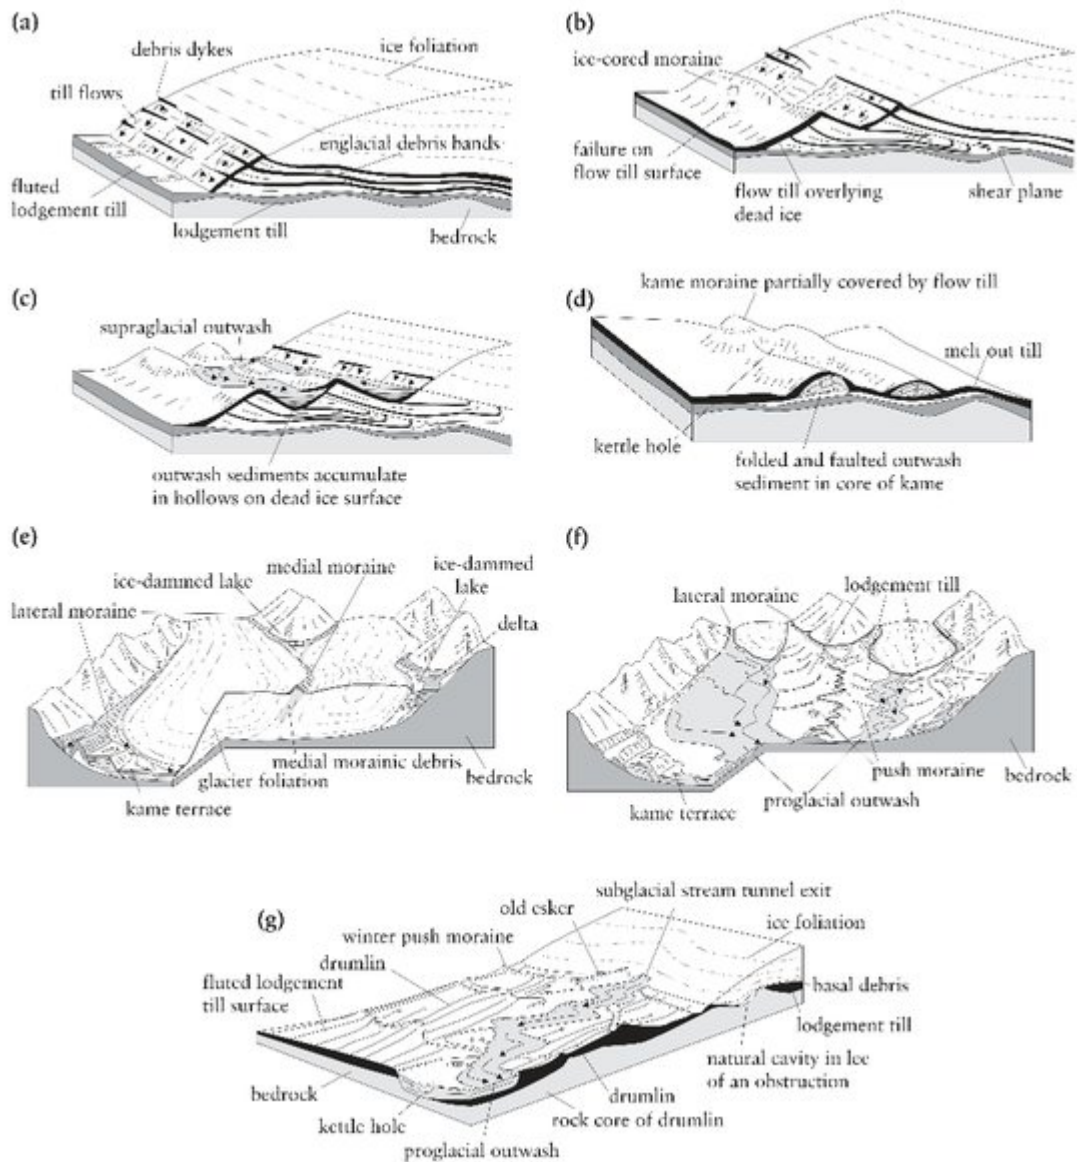 (a)
debris dykes
ice foliation
till flows
englacial debris bands
fluted
lodgement till
lodgement till
bedrock
(b)
ice-cored moraine
failure on
flow till surface
flow till overlying
dead ice
shear plane
(c)
supraglacial outwash
outwash sediments accumulate
in hollows on dead ice surface
(d)
kame moraine partially covered by flow till
melt out till
kettle hole
folded and faulted outwash
sediment in core of kame
(e)
medial moraine
ice-dammed
lake
ice-dammed lake
lateral moraine
delta
medial morainic debris
glacier foliation
bedrock
kame terrace
(f)
lodgement till
lateral moraine
push moraine
bedrock
proglacial outwash
kame terrace
(g)
subglacial stream tunnel exit
old esker
ice foliation
winter push moraine
drumlin
fluted lodgement
till surface
basal debris
lodgement till
natural cavity in lee
of an obstruction
bedrock
drumlin
kettle hole
rock core of drumlin
proglacial outwash